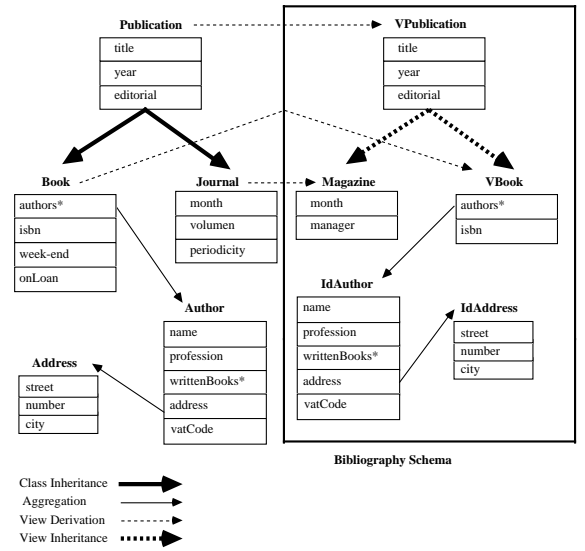 Publication
title
year
editorial
VPublication
title
year
editorial
Book
authors*
isbn
week-end
onLoan
Journal
month
volumen
periodicity
Magazine
month
manager
VBook
authors*
isbn
Author
name
profession
writtenBooks*
address
vatCode
Address
street
number
city
IdAuthor
name
profession
writtenBooks*
address
vatCode
IdAddress
street
number
city
Bibliography Schema
Class Inheritance
Aggregation
View Derivation
View Inheritance